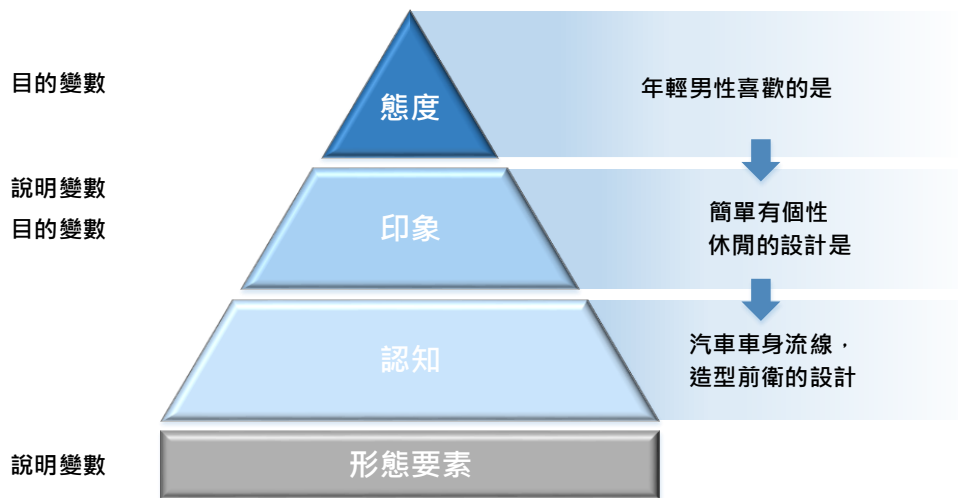 目的變數
態度
年輕男性喜歡的是
說明變數
目的變數
印象
簡單有個性
休閒的設計是
認知
汽車車身流線，
造型前衛的設計
說明變數
形態要素